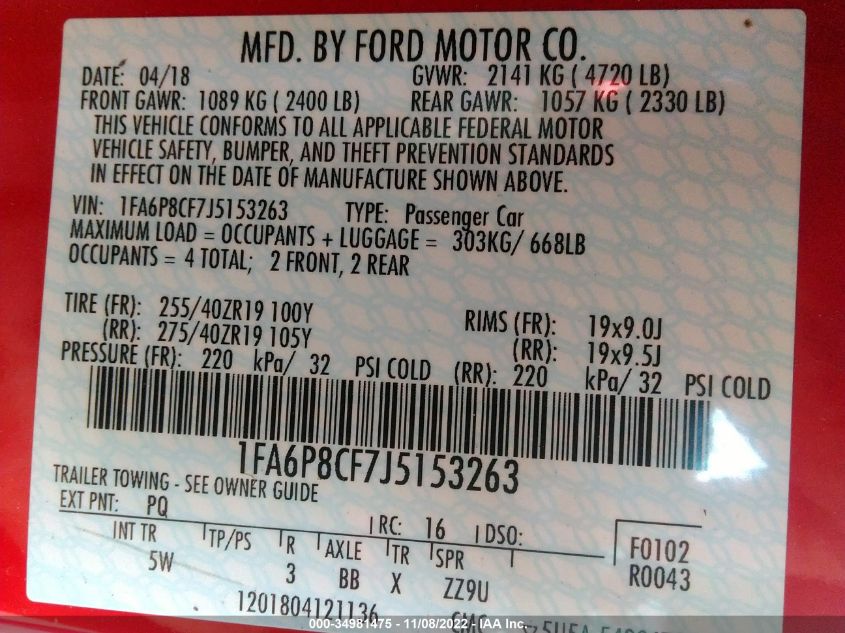 MFD. BY FORD MOTOR CO.
DATE: 04/18 GVWR: 2141 KG ( 4720 LB)
FRONT GAWR: 1089 KG ( 2400 LB) REAR GAWR: 1057 KG ( 2330 LB)
THIS VEHICLE CONFORMS TO ALL APPLICABLE FEDERAL MOTOR
VEHICLE SAFETY, BUMPER, AND THEFT PREVENTION STANDARDS
IN EFFECT ON THE DATE OF MANUFACTURE SHOWN ABOVE.
VIN: 1FA6P8CF7J5153263 TYPE: Passenger Car
MAXIMUM LOAD = OCCUPANTS + LUGGAGE = 303KG/ 668LB
OCCUPANTS = 4 TOTAL; 2 FRONT, 2 REAR
TIRE (FR): 255/40ZR19 100Y RIMS (FR): 19x9.0J
(RR): 275/40ZR19 105Y (RR): 19x9.5J
PRESSURE (FR): 220 kPa/ 32 PSI COLD (RR): 220 kPa/ 32 PSI COLD
1FA6P8CF7J5153263
TRAILER TOWING - SEE OWNER GUIDE
EXT PNT: PQ RC: 16 DSO: F0102
INT TR TP/PS R AXLE TR SPR R0043
5W 3 BB X ZZ9U
1201804121136
000-34981475 - 11/08/2022 - IAA Inc.